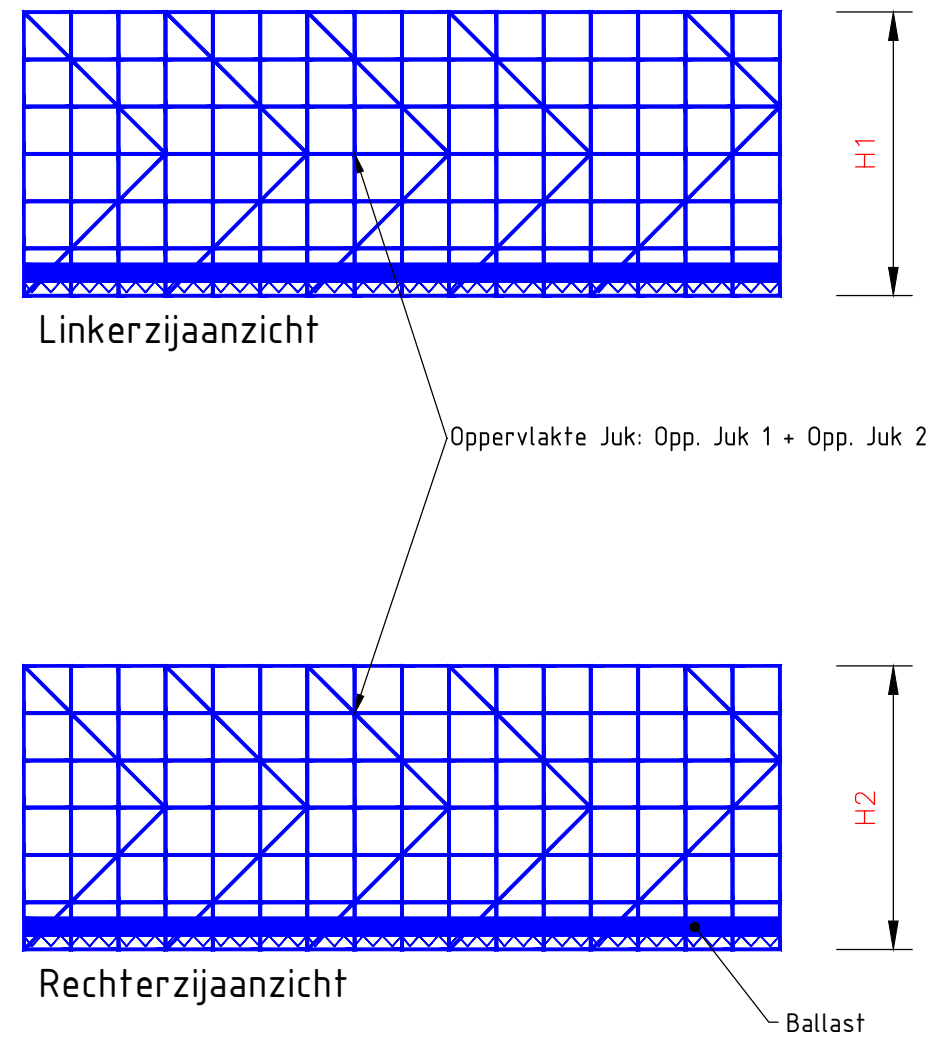 H1
Linkerzijaanzicht
Oppervlakte Juk: Opp. Juk 1 + Opp. Juk 2
H2
Rechterzijaanzicht
Ballast